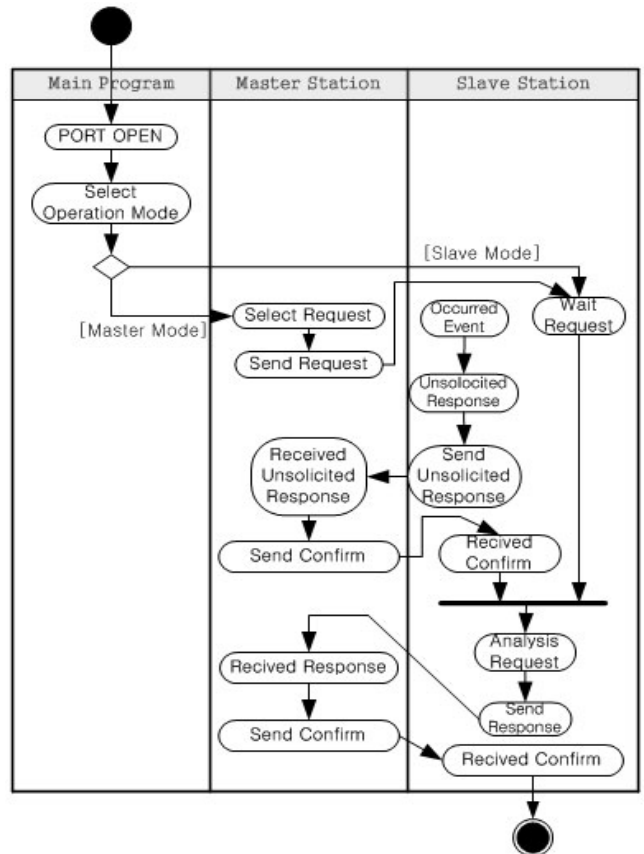 Main Program
Master Station
Slave Station
PORT OPEN
Select
Operation Mode
[Slave Mode]
[Master Mode]
Select Request
Send Request
Occurred
Event
Wait
Request
Unsolocited
Response
Send
Unsolicited
Response
Received
Unsolicited
Response
Send Confirm
Recived
Confirm
Analysis
Request
Recived Response
Send
Response
Send Confirm
Recived Confirm